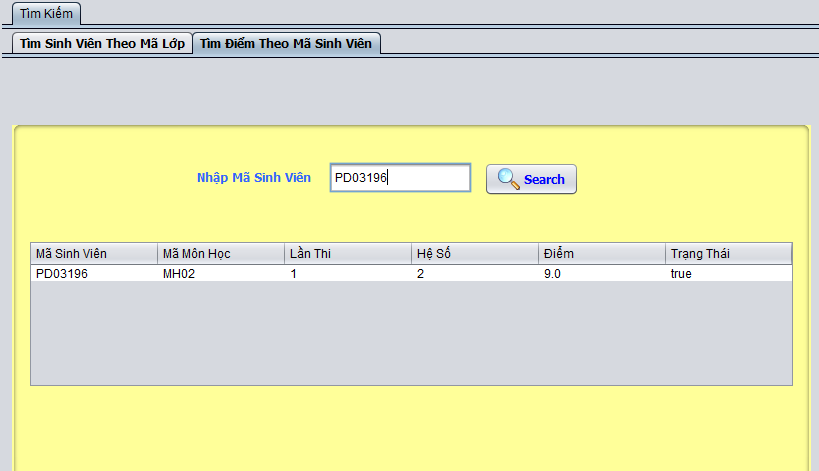 Tìm Kiếm
Tìm Sinh Viên Theo Mã Lớp Tìm Điểm Theo Mã Sinh Viên
Nhập Mã Sinh Viên PD03196 Search
Mã Sinh Viên Mã Môn Học Lần Thi Hệ Số Điểm Trạng Thái
PD03196 MH02 1 2 9.0 true